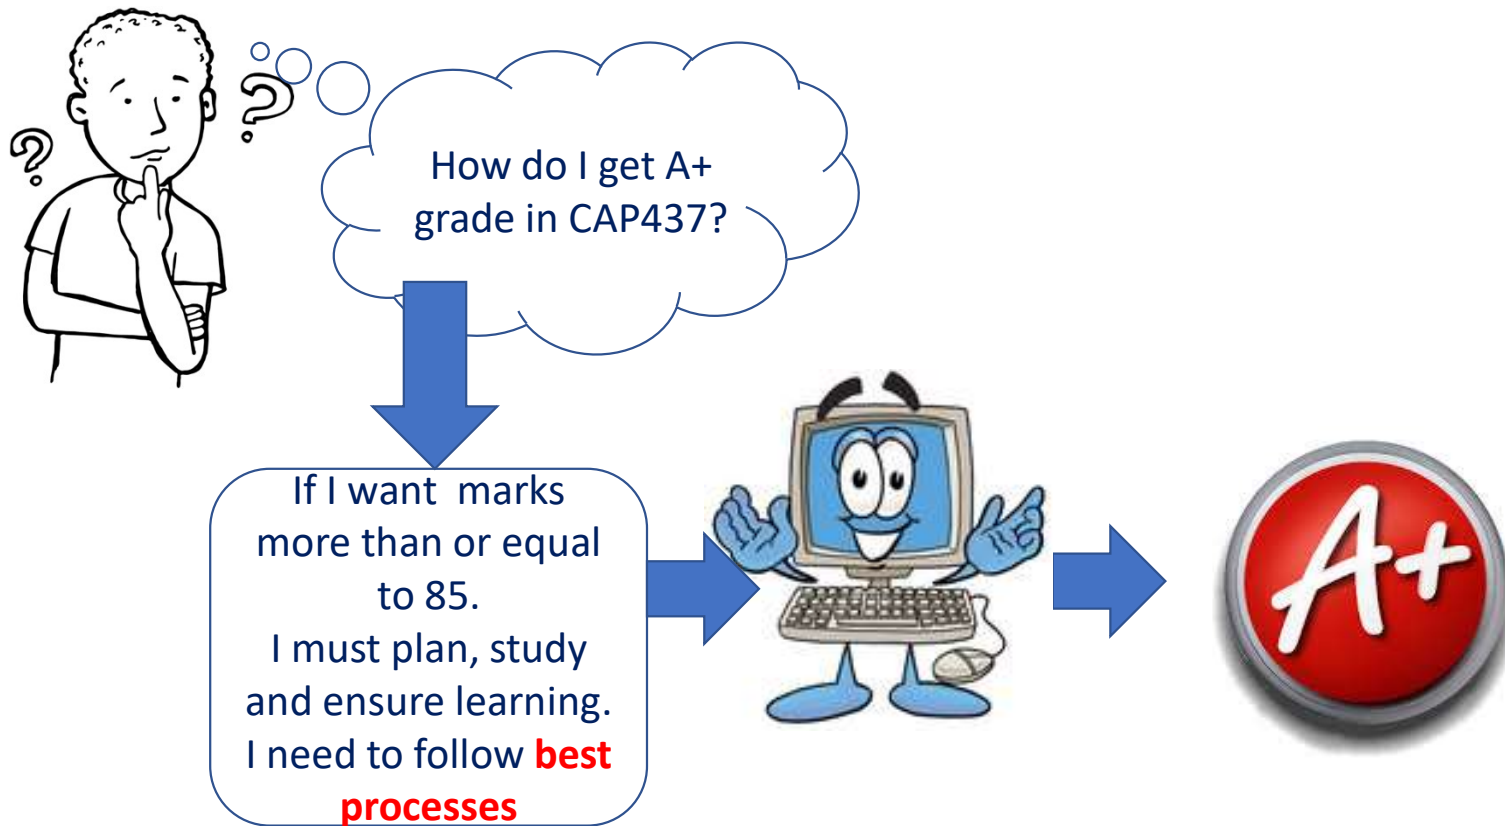 ?
?
How do I get A+
grade in CAP437?
If I want  marks
more than or equal
to 85.
I must plan, study
and ensure learning.
I need to follow best
processes
A+